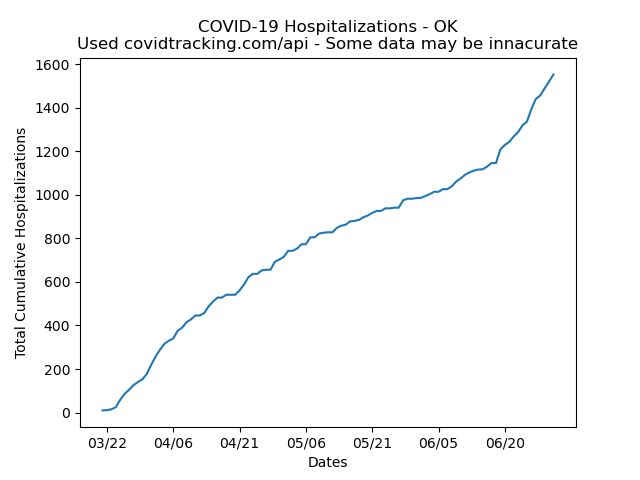 COVID-19 Hospitalizations - OK
Used covidtracking.com/api - Some data may be innacurate
1600
1400
1200
1000
800
600
400
200
0
Total Cumulative Hospitalizations
03/22 04/06 04/21 05/06 05/21 06/05 06/20
Dates